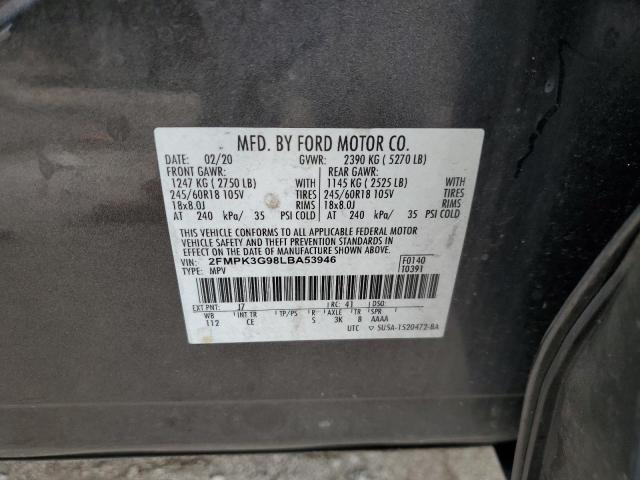 MFD. BY FORD MOTOR CO.
DATE: 02/20 GVWR: 2390 KG ( 5270 LB)
FRONT GAWR: REAR GAWR:
1247 KG ( 2750 LB) WITH 1145 KG ( 2525 LB) WITH
245/60R18 105V TIRES 245/60R18 105V TIRES
18x8.0J RIMS 18x8.0J RIMS
AT 240 kPa/ 35 PSI COLD AT 240 kPa/ 35 PSI COLD
THIS VEHICLE CONFORMS TO ALL APPLICABLE FEDERAL MOTOR
VEHICLE SAFETY AND THEFT PREVENTION STANDARDS IN
EFFECT ON THE DATE OF MANUFACTURE SHOWN ABOVE.
VIN: 2FMPK3G98LBA53946 F0140
TYPE: MPV T0391
EXT PNT: J7 RC: 41 DSO:
WB INT TR TP/PS R AXLE TR SPR
112 CE S 3K 8 AAAA
UTC ▽ 5U5A-1520472-BA